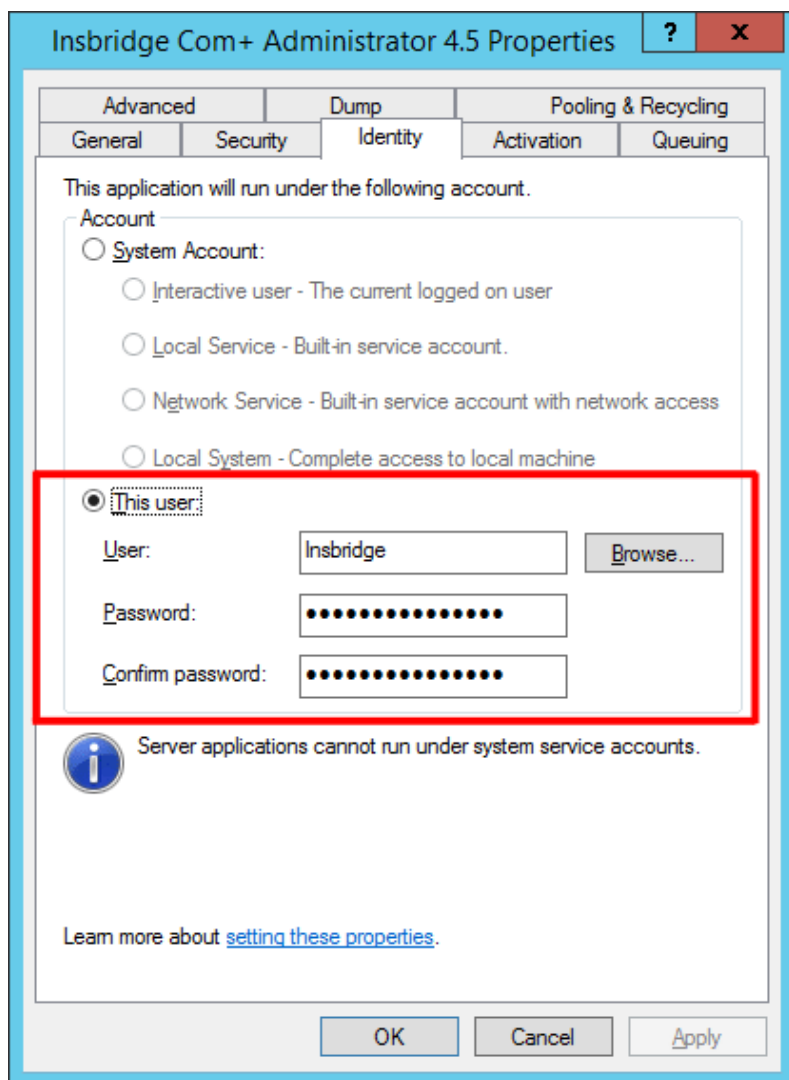 Insbridge Com+ Administrator 4.5 Properties ? x
Advanced Dump Pooling & Recycling
General Security Identity Activation Queuing
This application will run under the following account.
Account
System Account:
Interactive user - The current logged on user
Local Service - Built-in service account.
Network Service - Built-in service account with network access
Local System - Complete access to local machine
This user:
User: Insbridge Browse...
Password: •••••••••••••••
Confirm password: •••••••••••••••
Server applications cannot run under system service accounts.
Learn more about setting these properties.
OK Cancel Apply